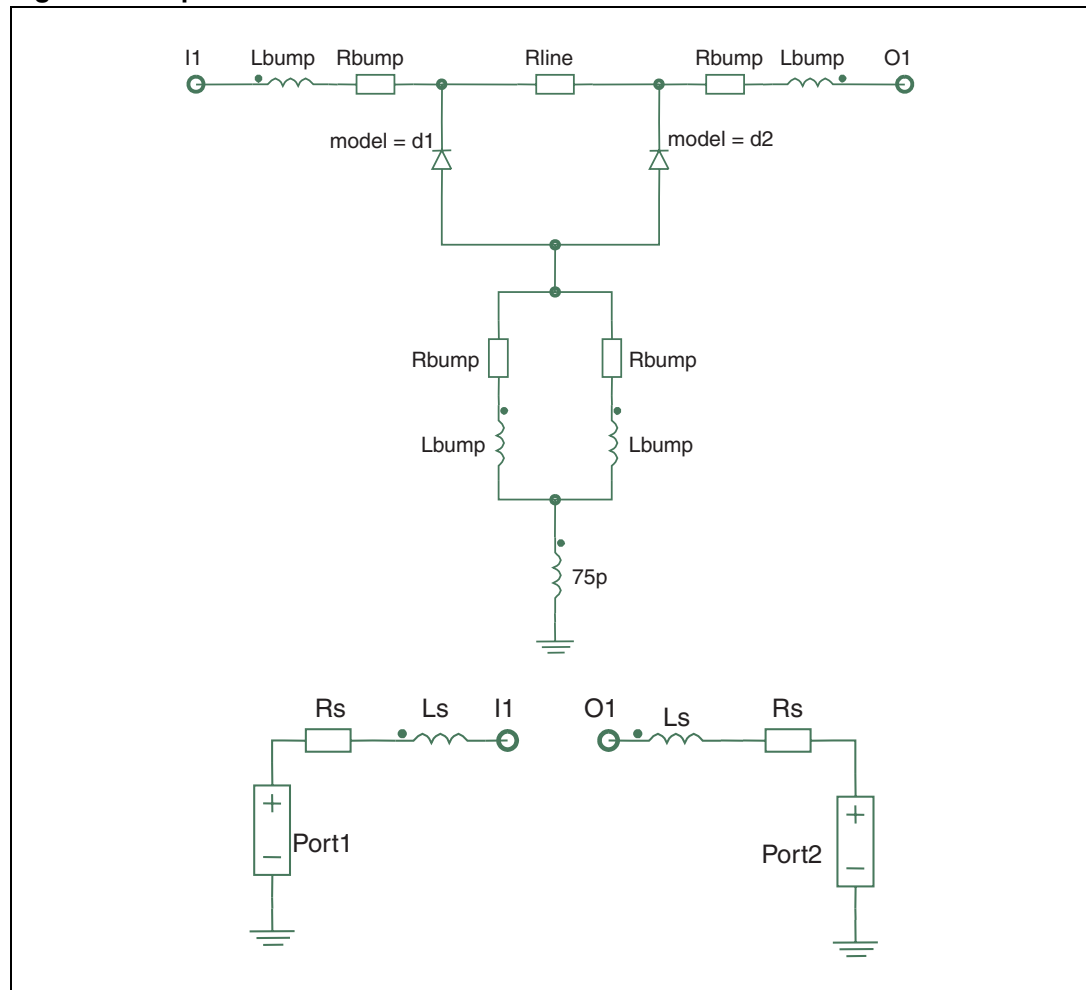 I1 Lbump Rbump Rline Rbump Lbump O1
model = d1 model = d2
Rbump Rbump
Lbump Lbump
75p
Rs Ls I1 O1 Ls Rs
+ +
Port1 Port2
− −